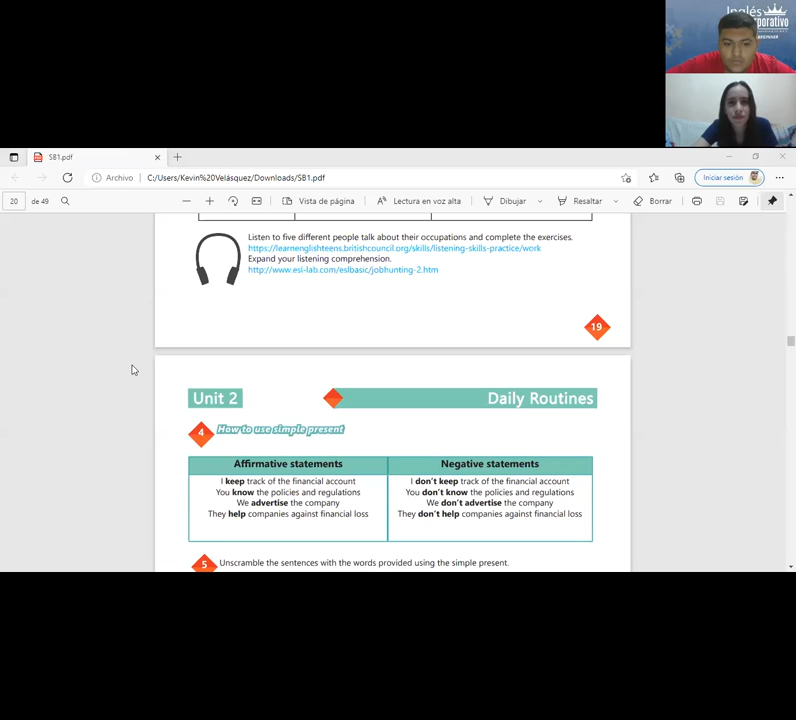 Inglés
SB1.pdf
Archivo
C:/Users/Kevin%20Velásquez/Downloads/SB1.pdf
Iniciar sesión
20 de 49
Vista de página
Lectura en voz alta
Dibujar
Resaltar
Borrar
Listen to five different people talk about their occupations and complete the exercises.
https://learnenglishteens.britishcouncil.org/skills/listening-skills-practice/work
Expand your listening comprehension.
http://www.esl-lab.com/eslbasic/jobhunting-2.htm
19
Unit 2
Daily Routines
4 How to use simple present
Affirmative statements
I keep track of the financial account
You know the policies and regulations
We advertise the company
They help companies against financial loss
Negative statements
I don't keep track of the financial account
You don't know the policies and regulations
We don't advertise the company
They don't help companies against financial loss
5 Unscramble the sentences with the words provided using the simple present.